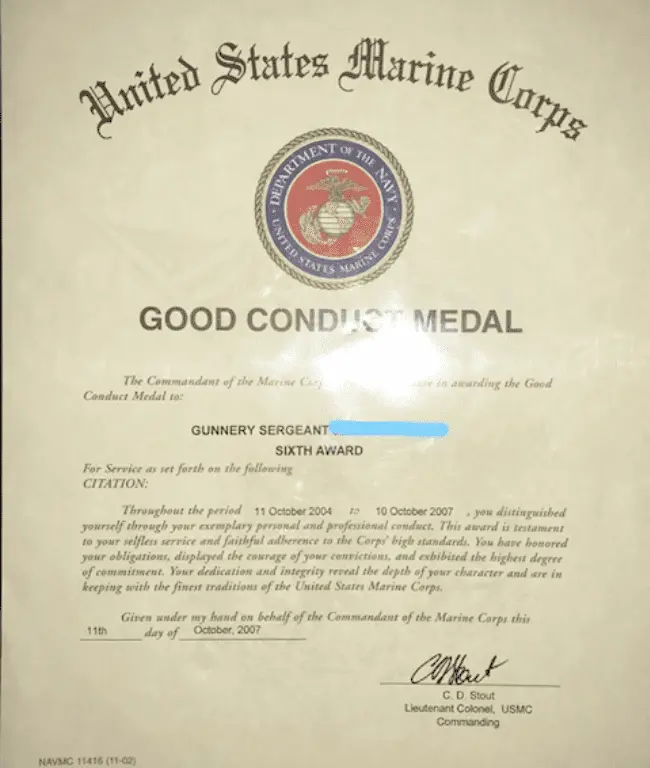 United States Marine Corps
DEPARTMENT OF THE NAVY
UNITED STATES MARINE CORPS
GOOD CONDUCT MEDAL
The Commandant of the Marine in awarding the Good
Conduct Medal to:
GUNNERY SERGEANT
SIXTH AWARD
For Service as set forth on the following
CITATION:
Throughout the period 11 October 2004 to 10 October 2007 , you distinguished
yourself through your exemplary personal and professional conduct. This award is testament
to your selfless service and faithful adherence to the Corps' high standards. You have honored
your obligations, displayed the courage of your convictions, and exhibited the highest degree
of commitment. Your dedication and integrity reveal the depth of your character and are in
keeping with the finest traditions of the United States Marine Corps.
Given under my hand on behalf of the Commandant of the Marine Corps this
11th day of October, 2007
CD Stout
C. D. Stout
Lieutenant Colonel, USMC
Commanding
NAVMC 11416 (11-02)